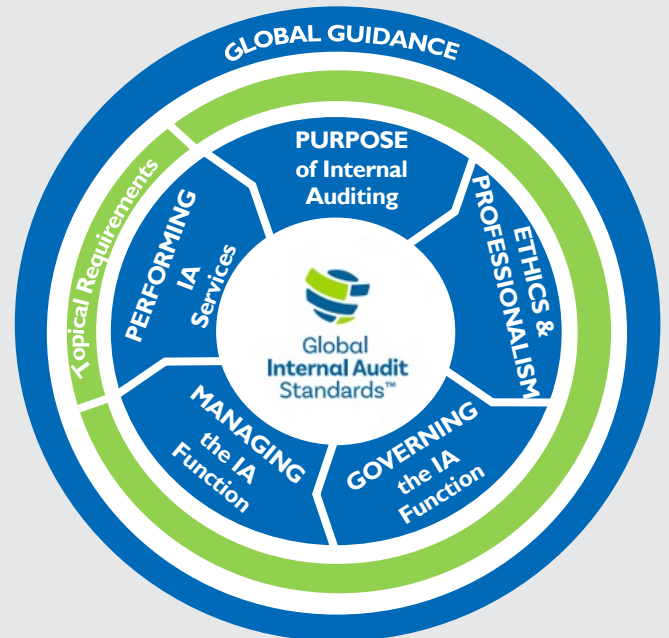 GLOBAL GUIDANCE
Topical Requirements
PURPOSE
of Internal
Auditing
ETHICS &
PROFESSIONALISM
GOVERNING
the IA
Function
MANAGING
the IA
Function
PERFORMING
IA
Services
Global
Internal Audit
Standards™